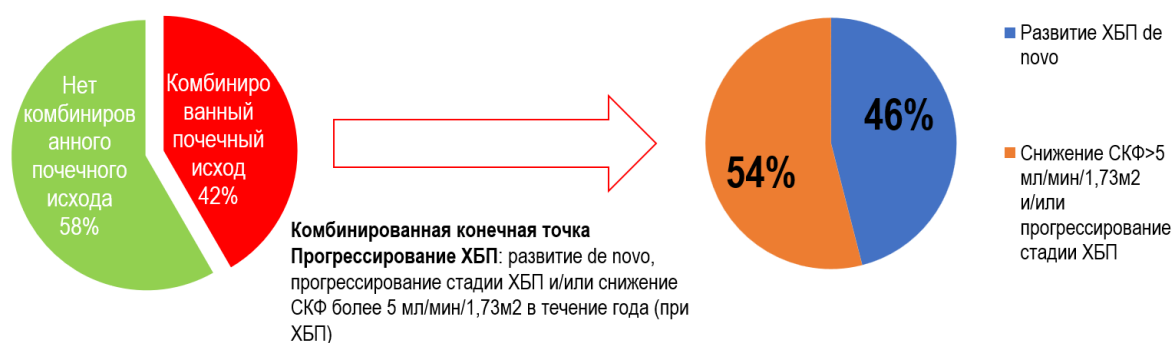 Нет
комбиниров
анного
почечного
исхода
58%
Комбиниро
ванный
почечный
исход
42%
Комбинированная конечная точка
Прогрессирование ХБП: развитие de novo,
прогрессирование стадии ХБП и/или снижение
СКФ более 5 мл/мин/1,73м2 в течение года (при
ХБП)
54%
46%
Развитие ХБП de
novo
Снижение СКФ>5
мл/мин/1,73м2
и/или
прогрессирование
стадии ХБП